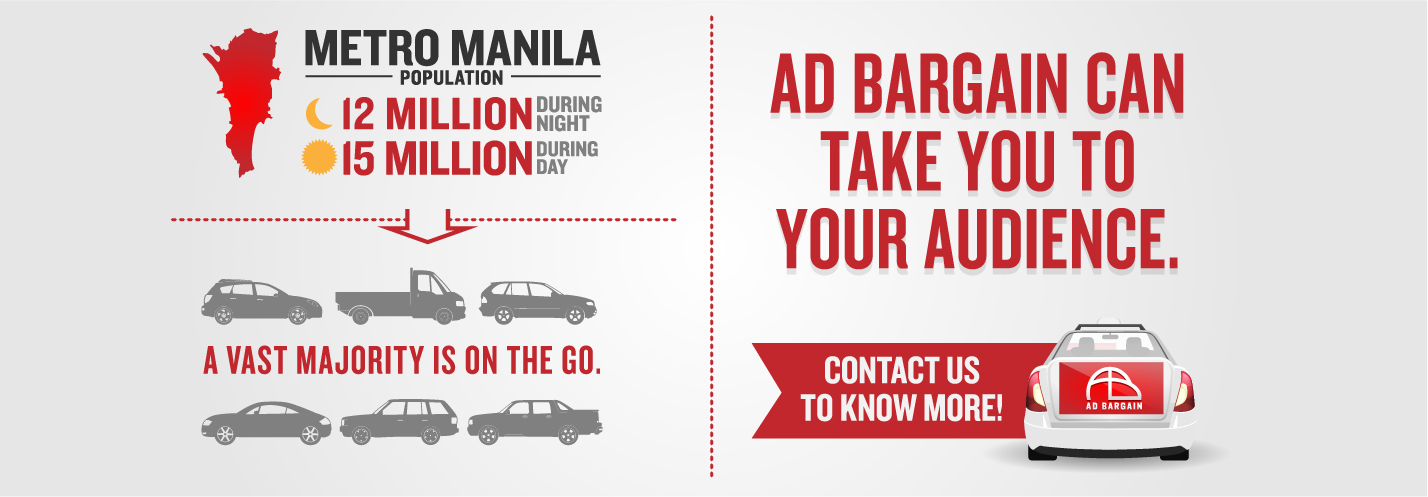 METRO MANILA
POPULATION
12 MILLION DURING NIGHT
15 MILLION DURING DAY
A VAST MAJORITY IS ON THE GO.
AD BARGAIN CAN
TAKE YOU TO
YOUR AUDIENCE.
CONTACT US
TO KNOW MORE!
AB
AD BARGAIN